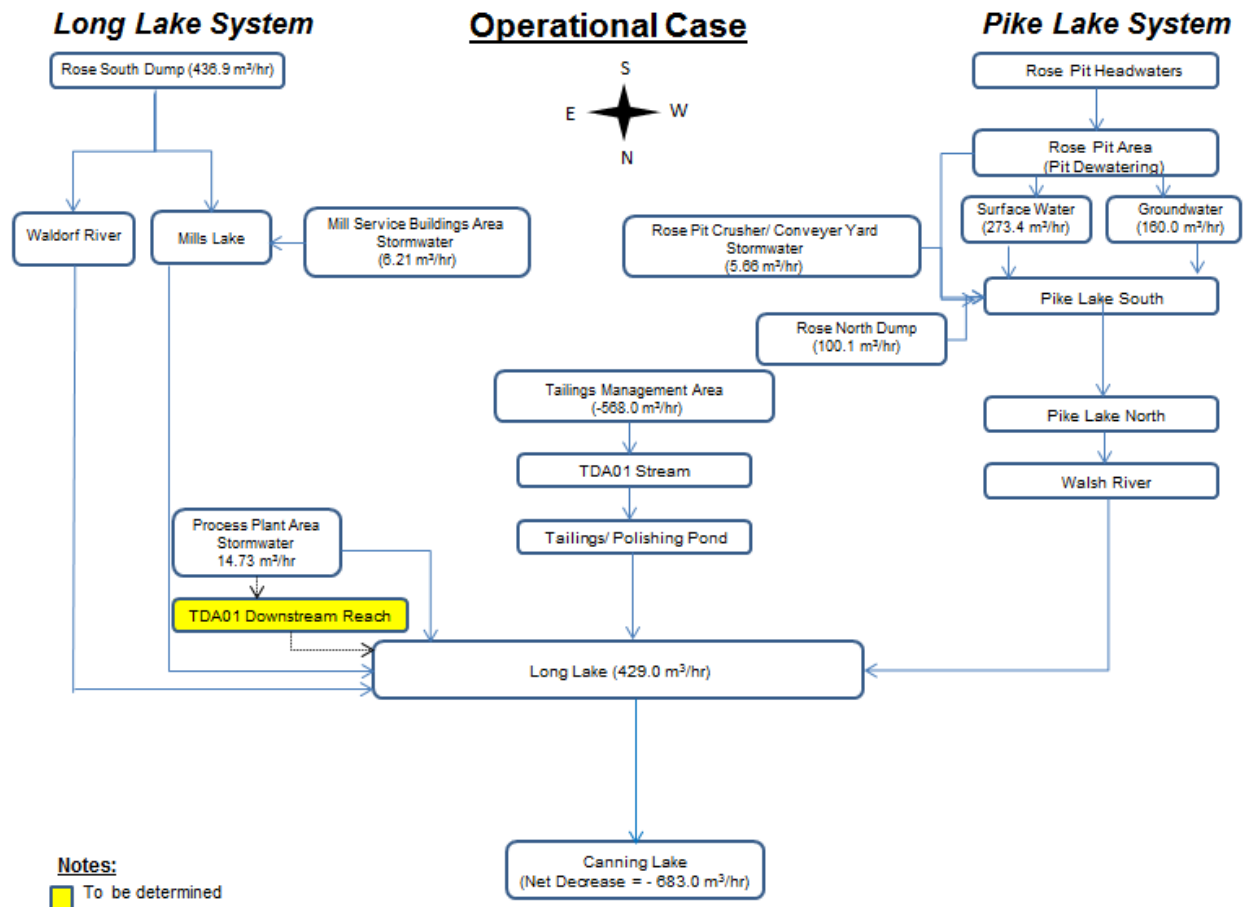 Long Lake System
Operational Case
Pike Lake System
Rose South Dump (436.9 m³/hr)
S
E
W
N
Rose Pit Headwaters
Rose Pit Area
(Pit Dewatering)
Waldorf River
Mills Lake
Mill Service Buildings Area
Stormwater
(6.21 m³/hr)
Rose Pit Crusher/ Conveyer Yard
Stormwater
(5.66 m³/hr)
Surface Water
(273.4 m³/hr)
Groundwater
(160.0 m³/hr)
Pike Lake South
Rose North Dump
(100.1 m³/hr)
Tailings Management Area
(-568.0 m³/hr)
Pike Lake North
TDA01 Stream
Walsh River
Process Plant Area
Stormwater
14.73 m³/hr
Tailings/ Polishing Pond
TDA01 Downstream Reach
Long Lake (429.0 m³/hr)
Canning Lake
(Net Decrease = - 683.0 m³/hr)
Notes:
To be determined